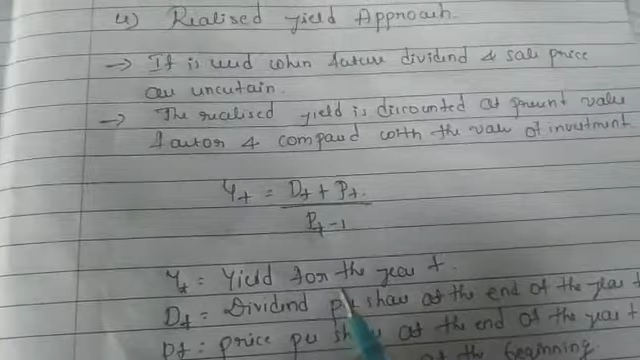 4) Realised yield Approach.
→ It is used when future dividend & sale price
are uncertain.
→ The realised yield is discounted at present value
factor & compared with the value of investment
Yt = Dt + Pt.
Pt-1
Yt = Yield for the year t.
Dt = Dividend per share at the end of the year t
Pt = price per share at the end of the year t
at the beginning.